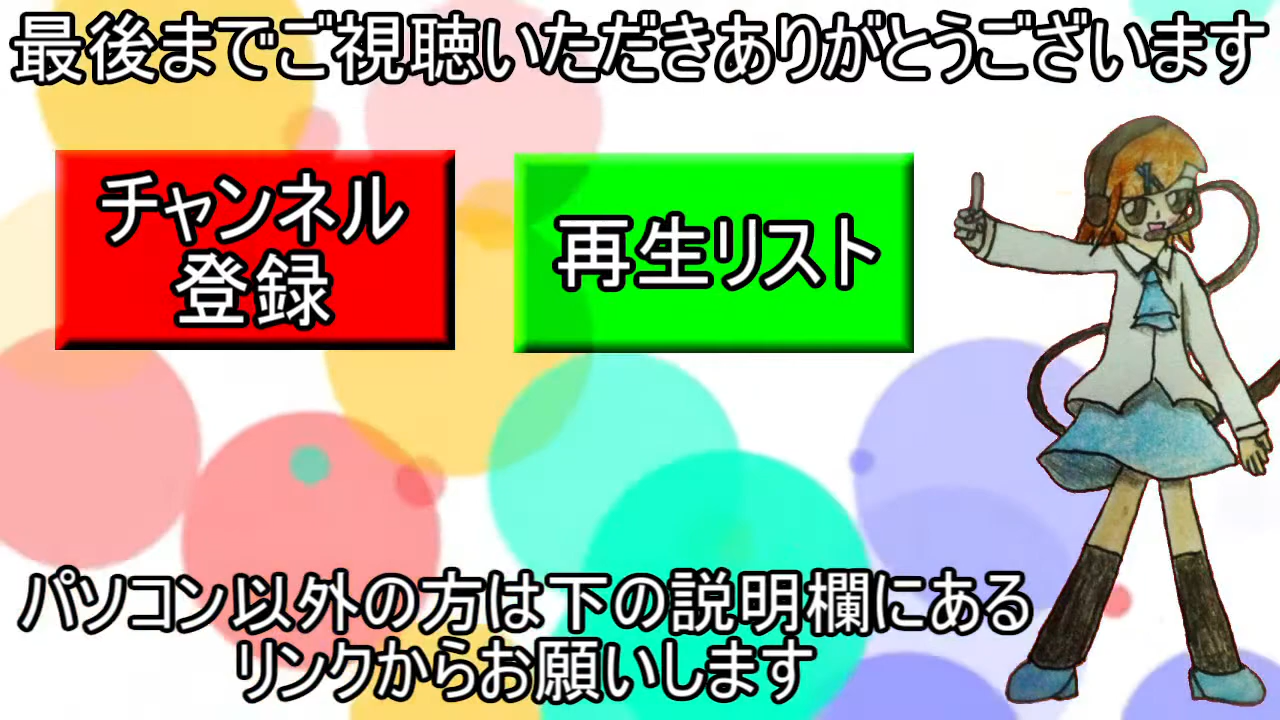 最後までご視聴いただきありがとうございます
チャンネル
登録
再生リスト
パソコン以外の方は下の説明欄にある
リンクからお願いします